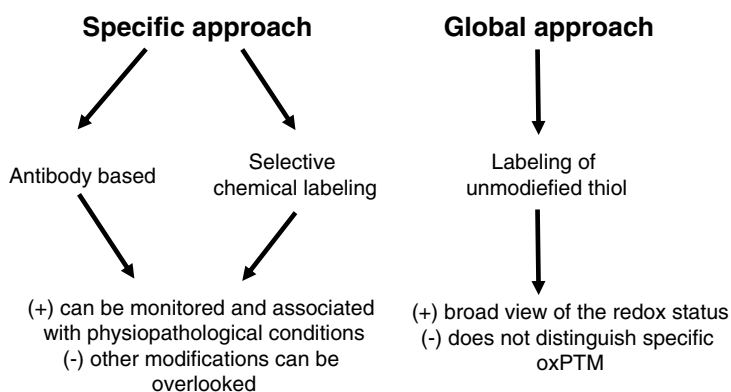 Specific approach
Global approach
Antibody based
Selective
chemical labeling
Labeling of
unmodiefied thiol
(+) can be monitored and associated
with physiopathological conditions
(-) other modifications can be
overlooked
(+) broad view of the redox status
(-) does not distinguish specific
oxPTM